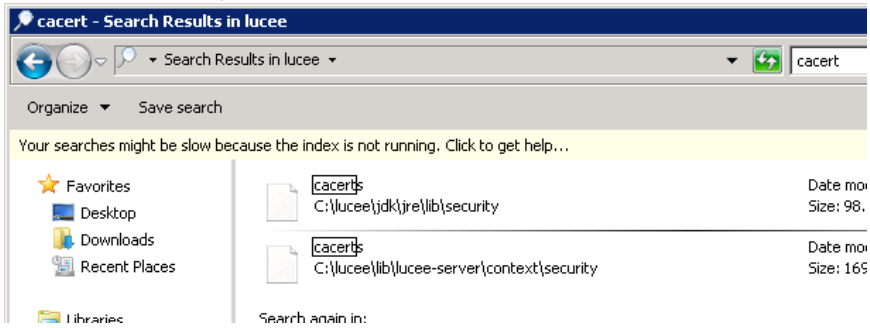 cacert - Search Results in lucee
Search Results in lucee
cacert
Organize
Save search
Your searches might be slow because the index is not running. Click to get help...
Favorites
Desktop
Downloads
Recent Places
Libraries
cacerts
C:\lucee\jdk\jre\lib\security
Date mo
Size: 98.
cacerts
C:\lucee\lib\lucee-server\context\security
Date mo
Size: 169
Search again in: